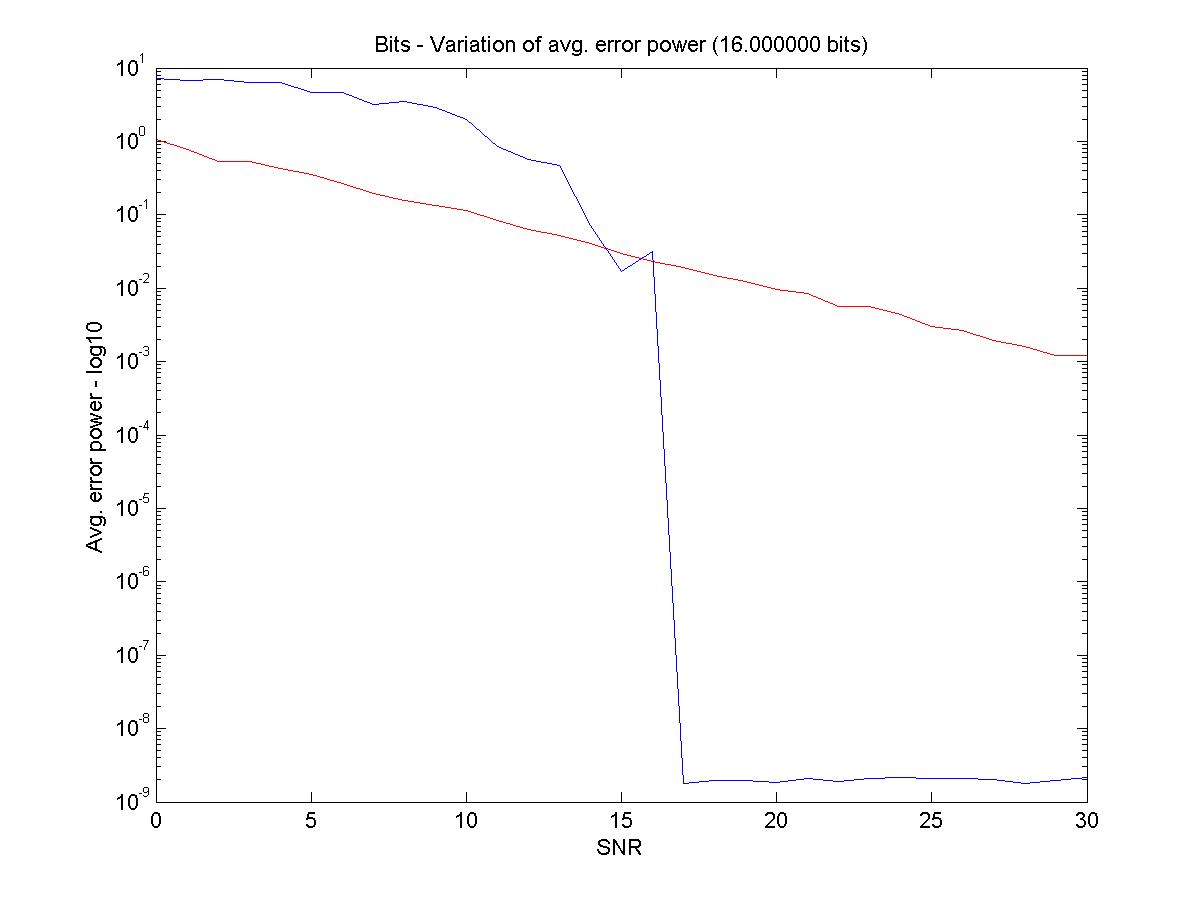 Bits - Variation of avg. error power (16.000000 bits)
10^1
10^0
10^-1
10^-2
10^-3
10^-4
10^-5
10^-6
10^-7
10^-8
10^-9
Avg. error power - log10
0 5 10 15 20 25 30
SNR